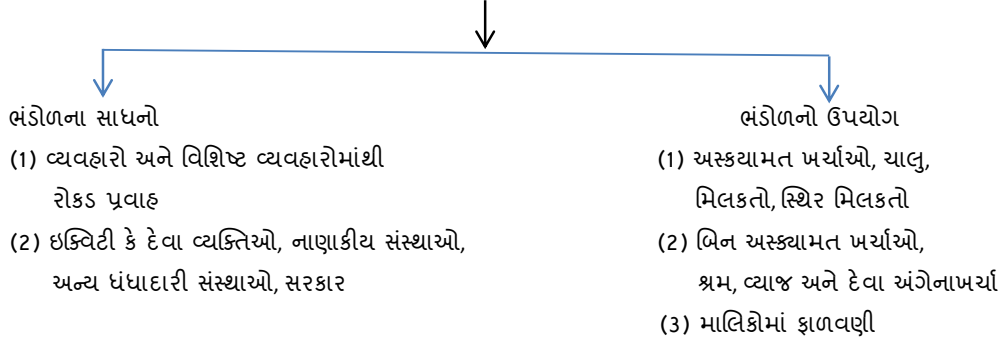 ભંડોળના સાધનો
(1) વ્યવહારો અને વિશિષ્ટ વ્યવહારોમાંથી
રોકડ પ્રવાહ
(2) ઇક્વિટી કે દેવા વ્યક્તિઓ, નાણાકીય સંસ્થાઓ,
અન્ય ધંધાદારી સંસ્થાઓ, સરકાર
ભંડોળનો ઉપયોગ
(1) અસ્ક્રયામત ખર્ચાઓ, ચાલુ,
મિલકતો, સ્થિર મિલકતો
(2) બિન અસ્ક્યામત ખર્ચાઓ,
શ્રમ, વ્યાજ અને દેવા અંગેનાખર્ચા
(3) માલિકોમાં ફાળવણી